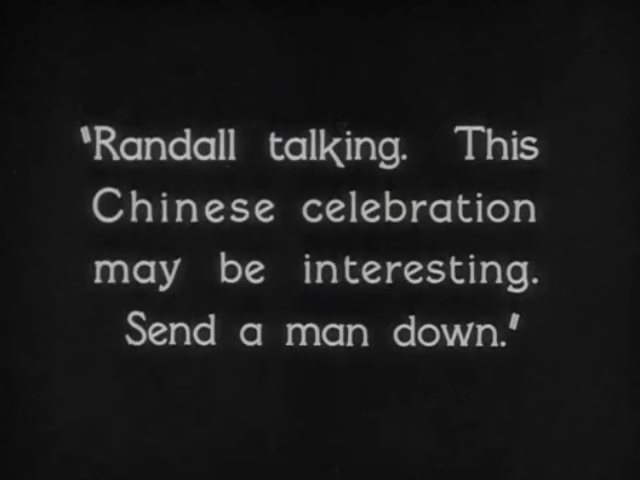 "Randall talking. This
Chinese celebration
may be interesting.
Send a man down."